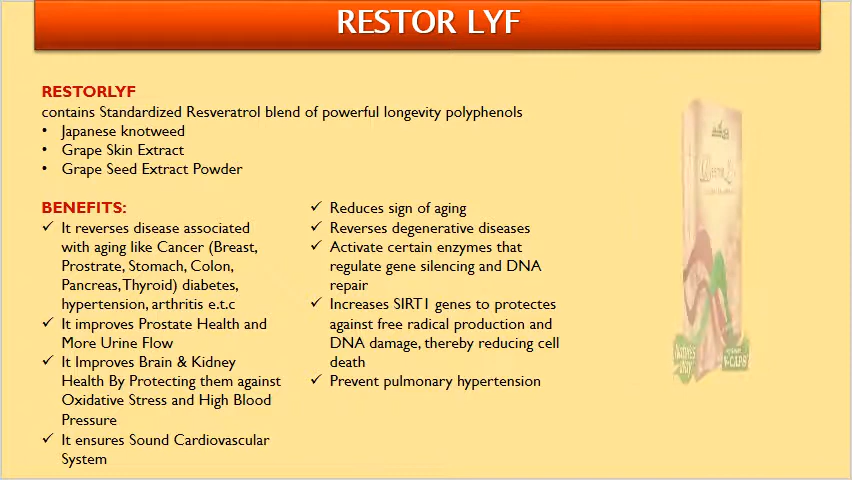 RESTOR LYF
RESTORLYF
contains Standardized Resveratrol blend of powerful longevity polyphenols
• Japanese knotweed
• Grape Skin Extract
• Grape Seed Extract Powder
BENEFITS:
✓ It reverses disease associated
with aging like Cancer (Breast,
Prostrate, Stomach, Colon,
Pancreas, Thyroid) diabetes,
hypertension, arthritis e.t.c
✓ It improves Prostate Health and
More Urine Flow
✓ It Improves Brain & Kidney
Health By Protecting them against
Oxidative Stress and High Blood
Pressure
✓ It ensures Sound Cardiovascular
System
✓ Reduces sign of aging
✓ Reverses degenerative diseases
✓ Activate certain enzymes that
regulate gene silencing and DNA
repair
✓ Increases SIRT1 genes to protectes
against free radical production and
DNA damage, thereby reducing cell
death
✓ Prevent pulmonary hypertension